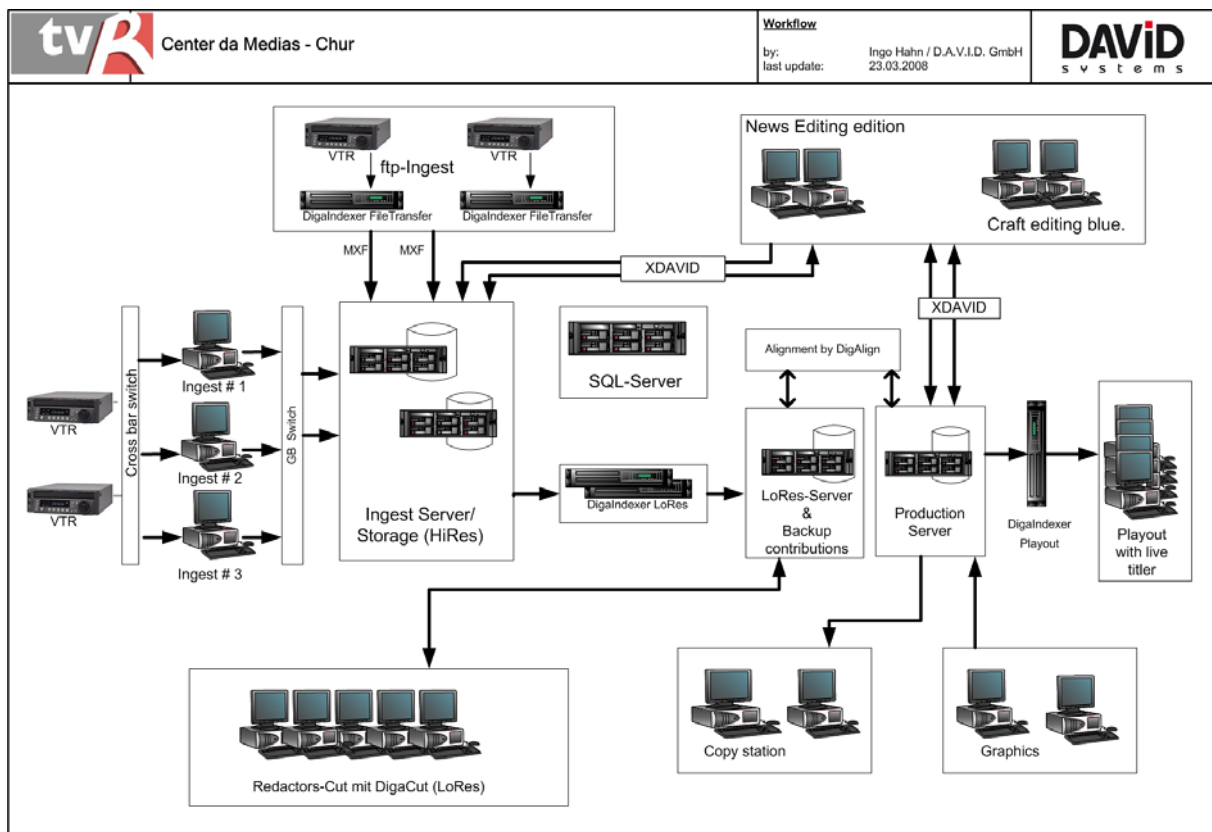 tvR
Center da Medias - Chur
Workflow
by: Ingo Hahn / D.A.V.I.D. GmbH
last update: 23.03.2008
DAViD
systems
VTR
VTR
ftp-Ingest
DigaIndexer FileTransfer
DigaIndexer FileTransfer
MXF
MXF
News Editing edition
Craft editing blue.
XDAVID
XDAVID
Cross bar switch
VTR
VTR
Ingest # 1
Ingest # 2
Ingest # 3
GB Switch
Ingest Server/
Storage (HiRes)
SQL-Server
DigaIndexer LoRes
Alignment by DigAlign
LoRes-Server
&
Backup
contributions
Production
Server
DigaIndexer
Playout
Playout
with live
titler
Redactors-Cut mit DigaCut (LoRes)
Copy station
Graphics